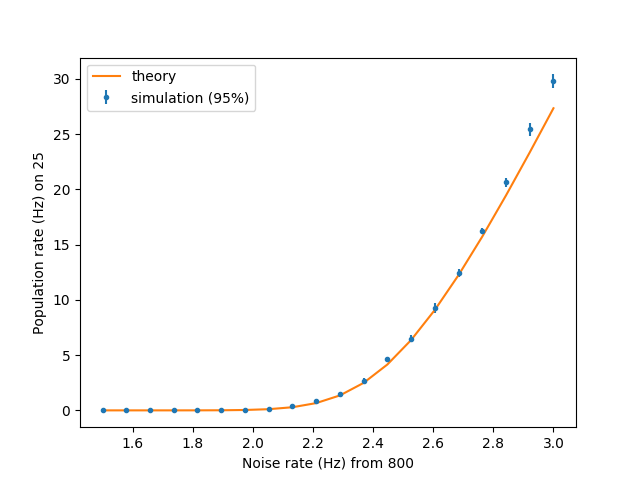 theory
simulation (95%)
30
25
20
15
10
5
0
Population rate (Hz) on 25
1.6 1.8 2.0 2.2 2.4 2.6 2.8 3.0
Noise rate (Hz) from 800